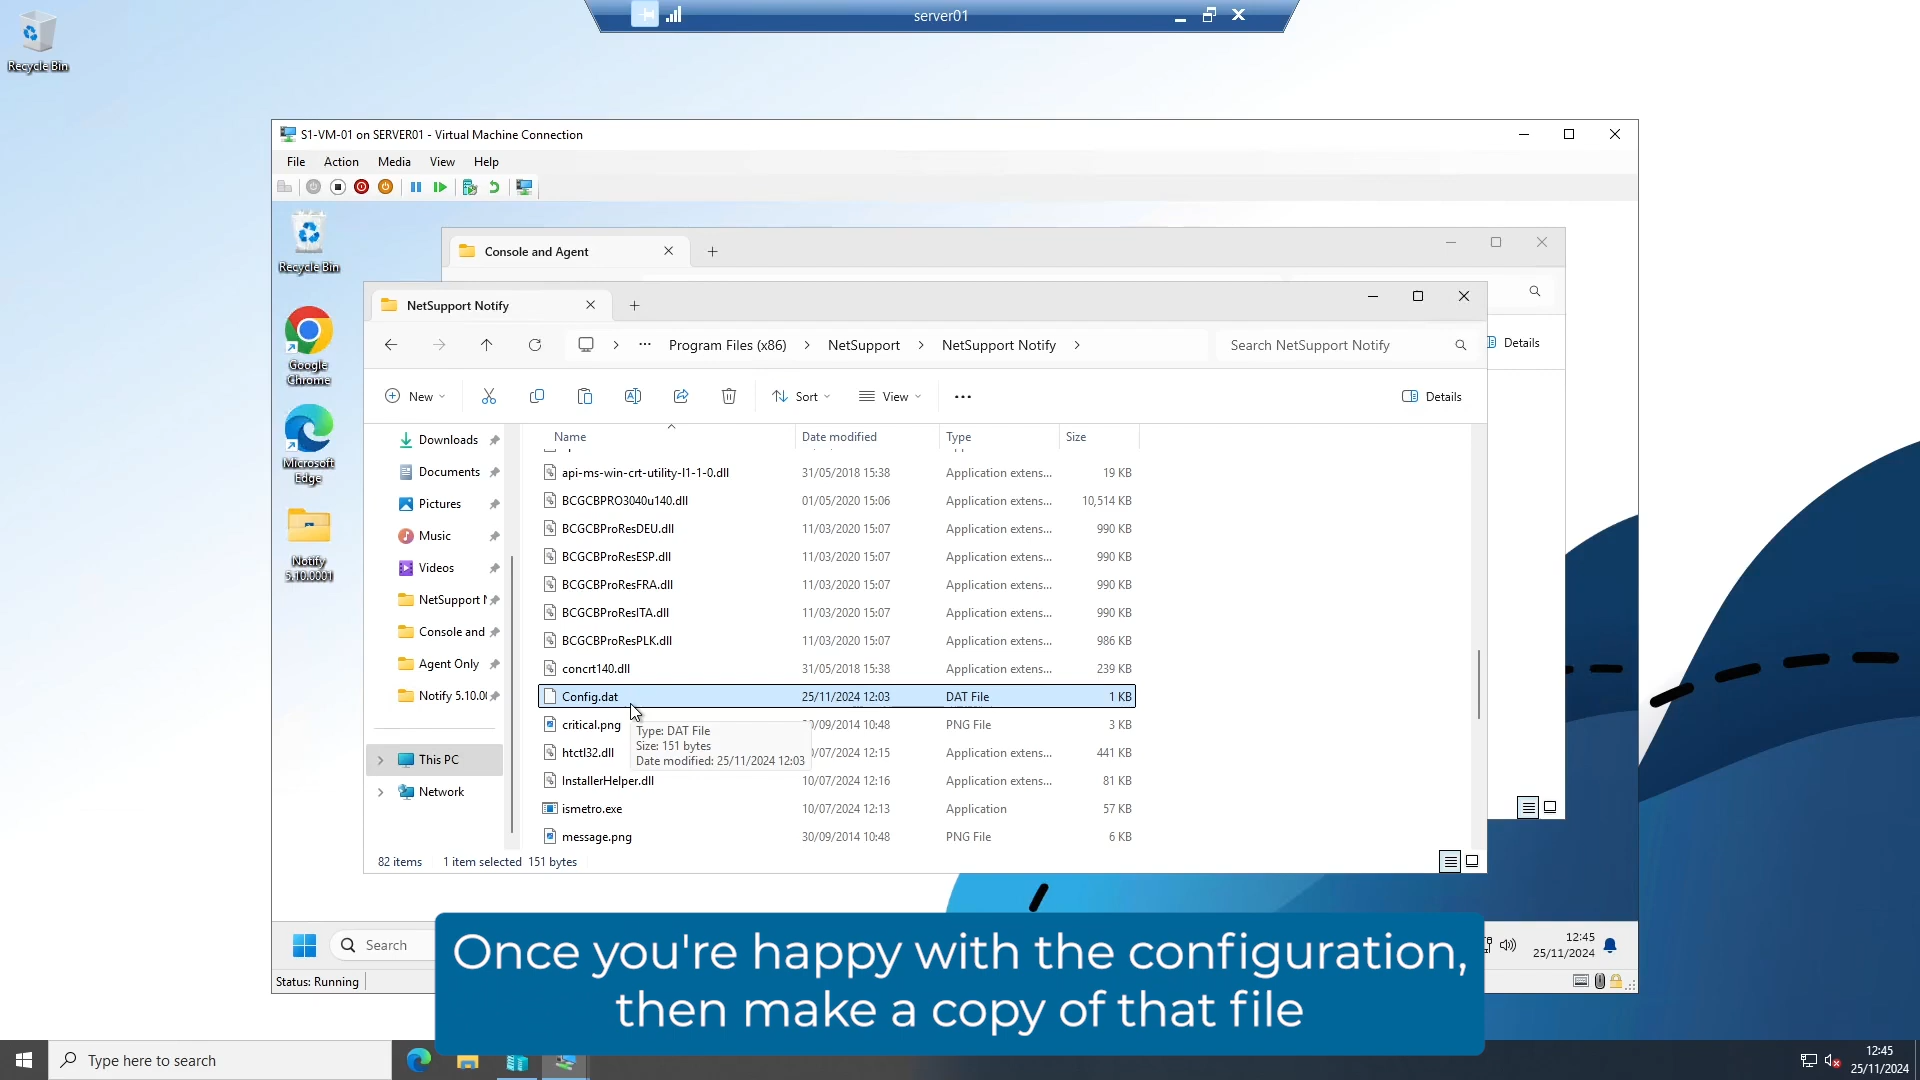 server01
Recycle Bin
S1-VM-01 on SERVER01 - Virtual Machine Connection
File Action Media View Help
Recycle Bin
Console and Agent
NetSupport Notify
Program Files (x86) > NetSupport > NetSupport Notify >
Search NetSupport Notify
Details
New
Sort
View
Details
Google
Chrome
Microsoft
Edge
Notify
5.10.0001
Downloads
Documents
Pictures
Music
Videos
NetSupport
Console and
Agent Only
Notify 5.10.0
This PC
Network
Name Date modified Type Size
api-ms-win-crt-utility-l1-1-0.dll 31/05/2018 15:38 Application extens... 19 KB
BCGCBPRO3040u140.dll 01/05/2020 15:06 Application extens... 10,514 KB
BCGCBProResDEU.dll 11/03/2020 15:07 Application extens... 990 KB
BCGCBProResESP.dll 11/03/2020 15:07 Application extens... 990 KB
BCGCBProResFRA.dll 11/03/2020 15:07 Application extens... 990 KB
BCGCBProResITA.dll 11/03/2020 15:07 Application extens... 990 KB
BCGCBProResPLK.dll 11/03/2020 15:07 Application extens... 986 KB
concrt140.dll 31/05/2018 15:38 Application extens... 239 KB
Config.dat 25/11/2024 12:03 DAT File 1 KB
critical.png /09/2014 10:48 PNG File 3 KB
htctl32.dll /07/2024 12:15 Application extens... 441 KB
InstallerHelper.dll 10/07/2024 12:16 Application extens... 81 KB
ismetro.exe 10/07/2024 12:13 Application 57 KB
message.png 30/09/2014 10:48 PNG File 6 KB
Type: DAT File
Size: 151 bytes
Date modified: 25/11/2024 12:03
82 items 1 item selected 151 bytes
Search
12:45
25/11/2024
Status: Running
Once you're happy with the configuration,
then make a copy of that file
Type here to search
12:45
25/11/2024